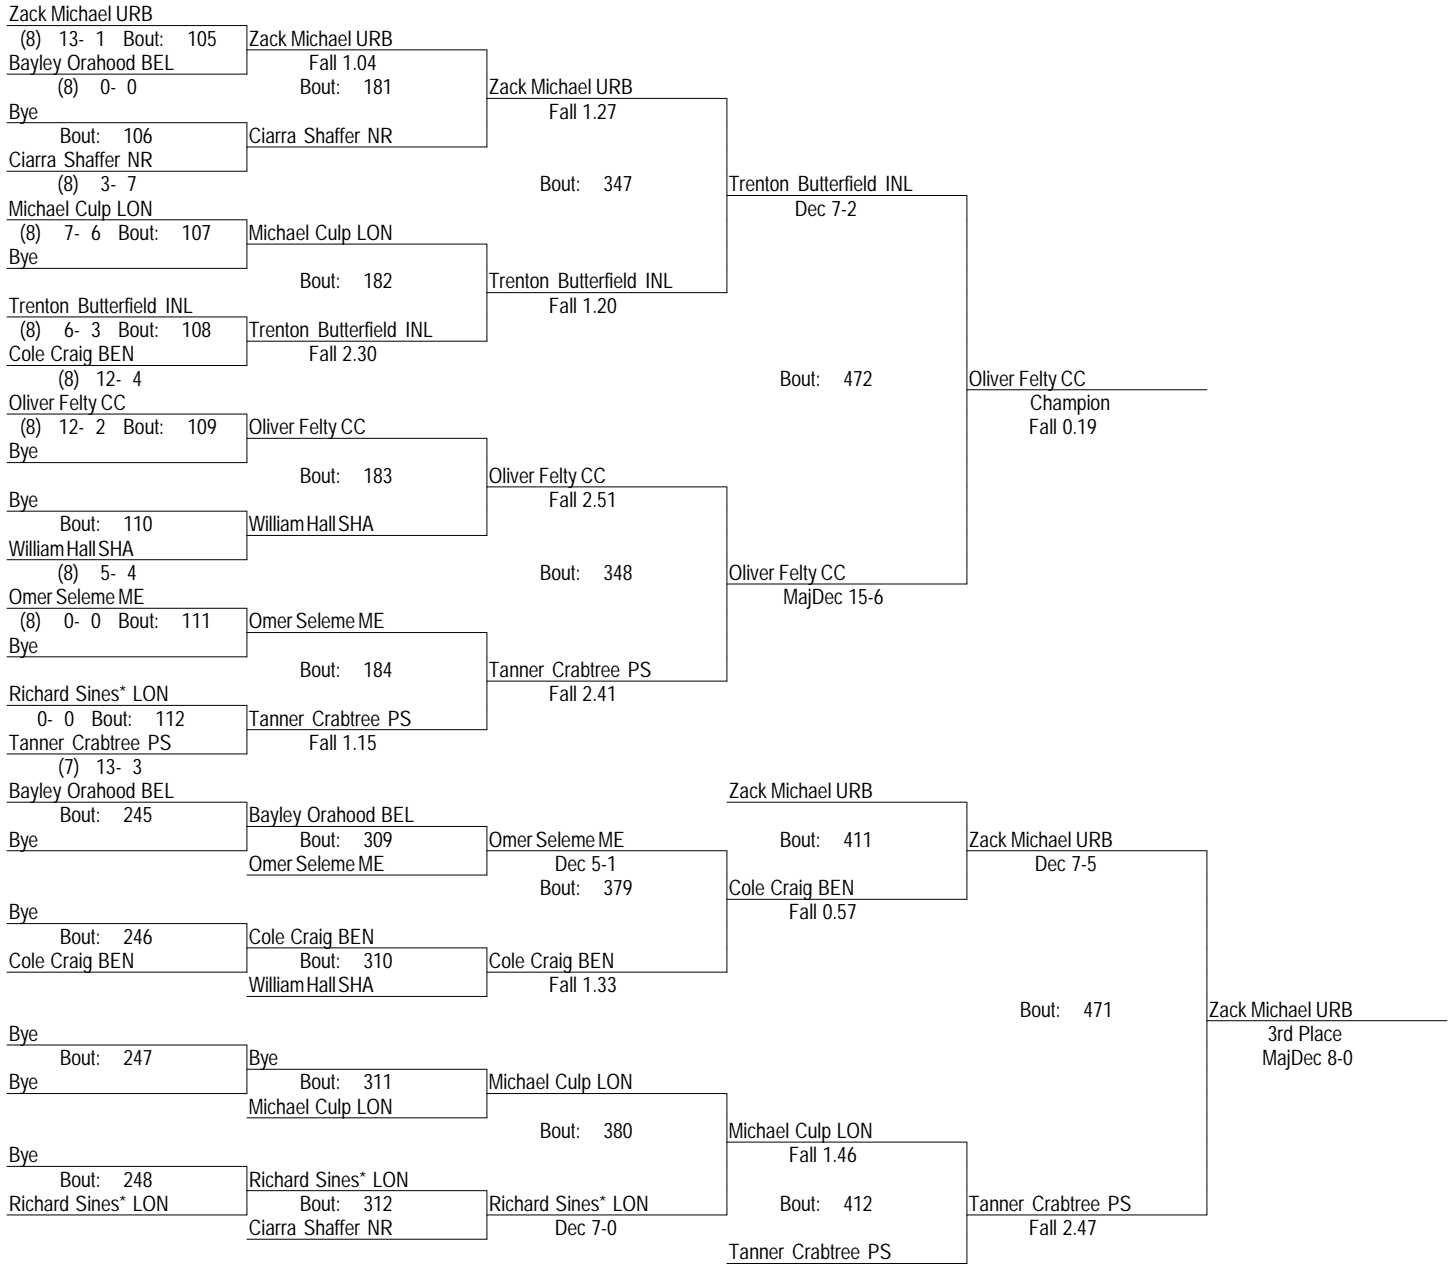 Zack Michael URB
(8) 13- 1 Bout: 105 Zack Michael URB
Bayley Orahood BEL Fall 1.04
(8) 0- 0 Bout: 181 Zack Michael URB
Bye Fall 1.27
Bout: 106 Ciarra Shaffer NR
Ciarra Shaffer NR
(8) 3- 7 Bout: 347 Trenton Butterfield INL
Michael Culp LON Dec 7-2
(8) 7- 6 Bout: 107 Michael Culp LON
Bye
Bout: 182 Trenton Butterfield INL
Trenton Butterfield INL Fall 1.20
(8) 6- 3 Bout: 108 Trenton Butterfield INL
Cole Craig BEN Fall 2.30
(8) 12- 4 Bout: 472 Oliver Felty CC
Oliver Felty CC Champion
(8) 12- 2 Bout: 109 Oliver Felty CC Fall 0.19
Bye
Bout: 183 Oliver Felty CC
Bye Fall 2.51
Bout: 110 William Hall SHA
William Hall SHA
(8) 5- 4 Bout: 348 Oliver Felty CC
Omer Seleme ME MajDec 15-6
(8) 0- 0 Bout: 111 Omer Seleme ME
Bye
Bout: 184 Tanner Crabtree PS
Richard Sines* LON Fall 2.41
0- 0 Bout: 112 Tanner Crabtree PS
Tanner Crabtree PS Fall 1.15
(7) 13- 3
Bayley Orahood BEL Zack Michael URB
Bout: 245 Bayley Orahood BEL
Bye Bout: 309 Omer Seleme ME Bout: 411 Zack Michael URB
Omer Seleme ME Dec 5-1 Dec 7-5
Bout: 379 Cole Craig BEN
Bye Fall 0.57
Bout: 246 Cole Craig BEN
Cole Craig BEN Bout: 310 Cole Craig BEN
William Hall SHA Fall 1.33
Bout: 471 Zack Michael URB
Bye 3rd Place
Bout: 247 Bye MajDec 8-0
Bye Bout: 311 Michael Culp LON
Michael Culp LON
Bout: 380 Michael Culp LON
Bye Fall 1.46
Bout: 248 Richard Sines* LON
Richard Sines* LON Bout: 312 Richard Sines* LON Bout: 412 Tanner Crabtree PS
Ciarra Shaffer NR Dec 7-0 Fall 2.47
Tanner Crabtree PS